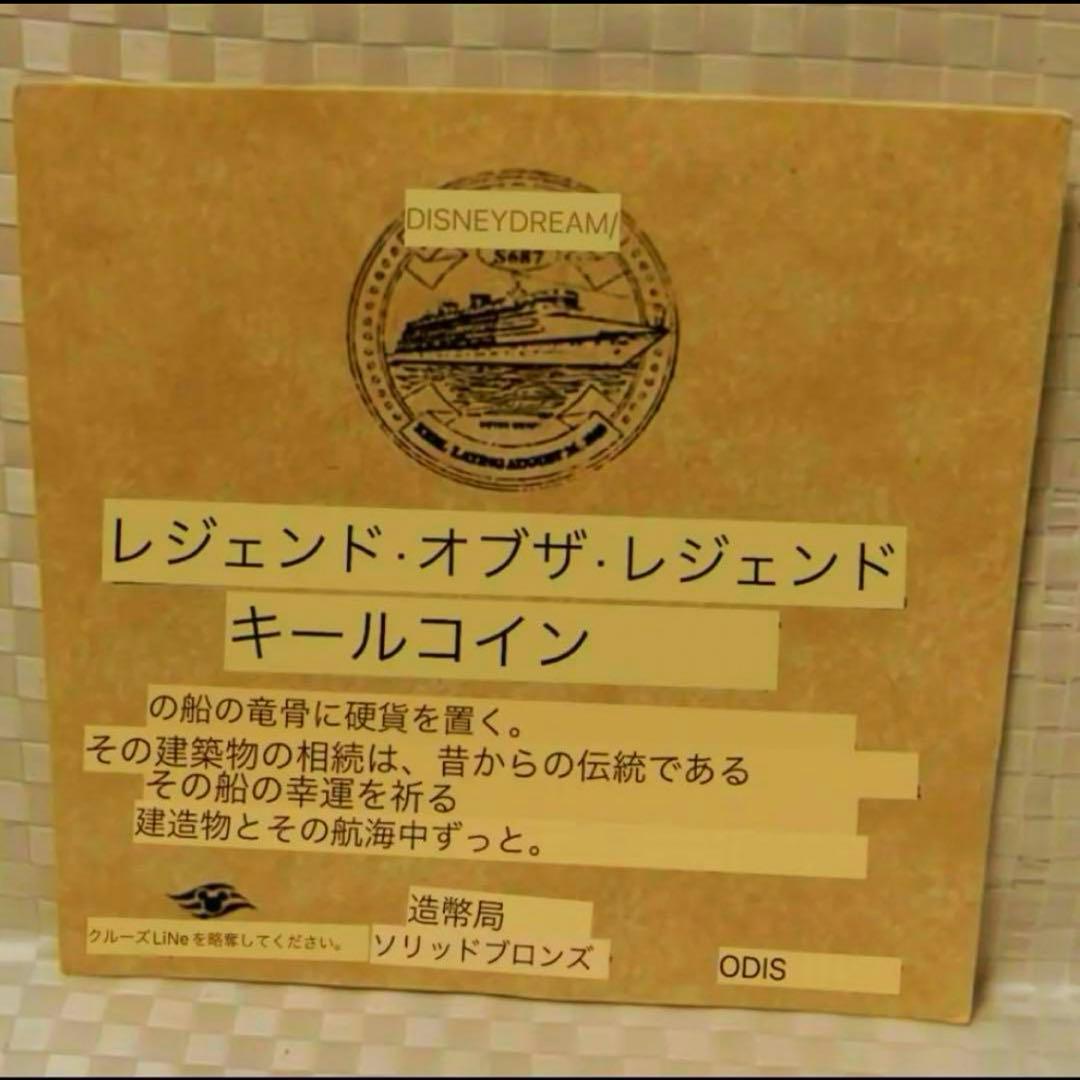 DISNEYDREAM/
S687
KEEL LAYING AUGUST
レジェンド・オブザ・レジェンド
キールコイン
の船の竜骨に硬貨を置く。
その建築物の相続は、昔からの伝統である
その船の幸運を祈る
建造物とその航海中ずっと。
造幣局
クルーズLiNeを略奪してください。
ソリッドブロンズ
ODIS